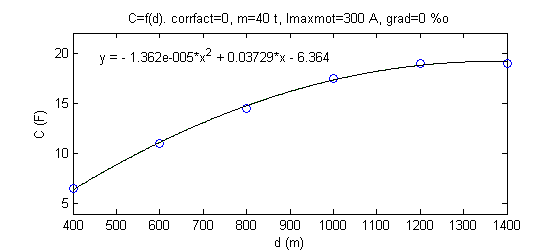 C=f(d). corrfact=0, m=40 t, Imaxmot=300 A, grad=0 %o
y = - 1.362e-005*x² + 0.03729*x - 6.364
20
15
10
5
C (F)
400 500 600 700 800 900 1000 1100 1200 1300 1400
d (m)